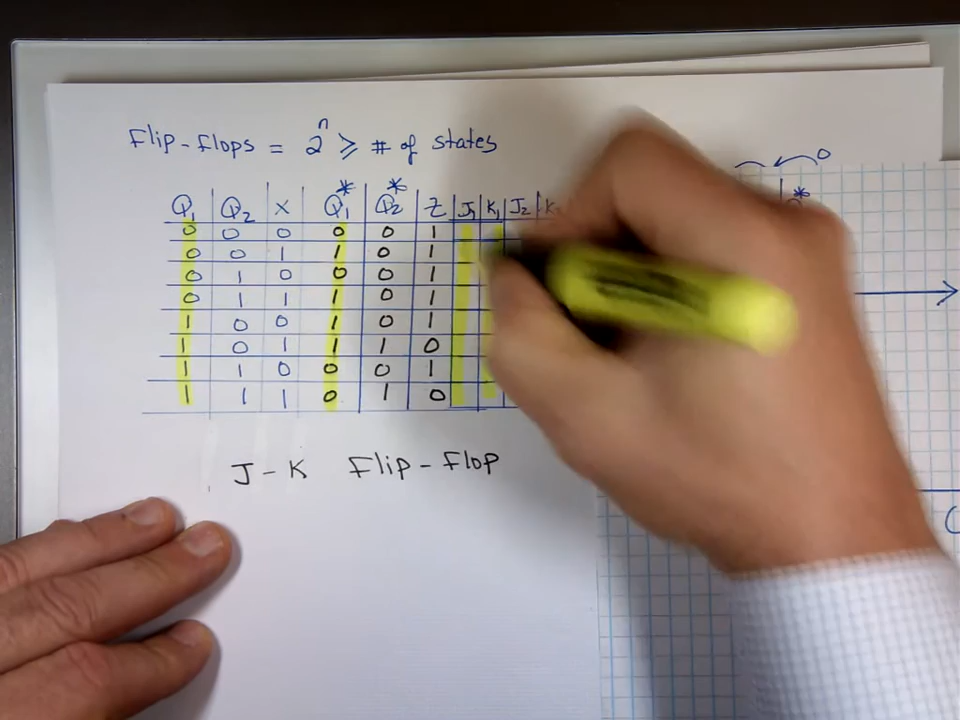 Flip-Flops = 2^n ≥ # of states
Q1 Q2 X Q1* Q2* Z J1 K1 J2 K
0 0 0 0 0 1
0 0 1 1 0 1
0 1 0 0 0 1
0 1 1 1 0 1
1 0 0 1 0 1
1 0 1 1 1 0
1 1 0 0 0 1
1 1 1 0 1 0
J-K Flip-Flop
0